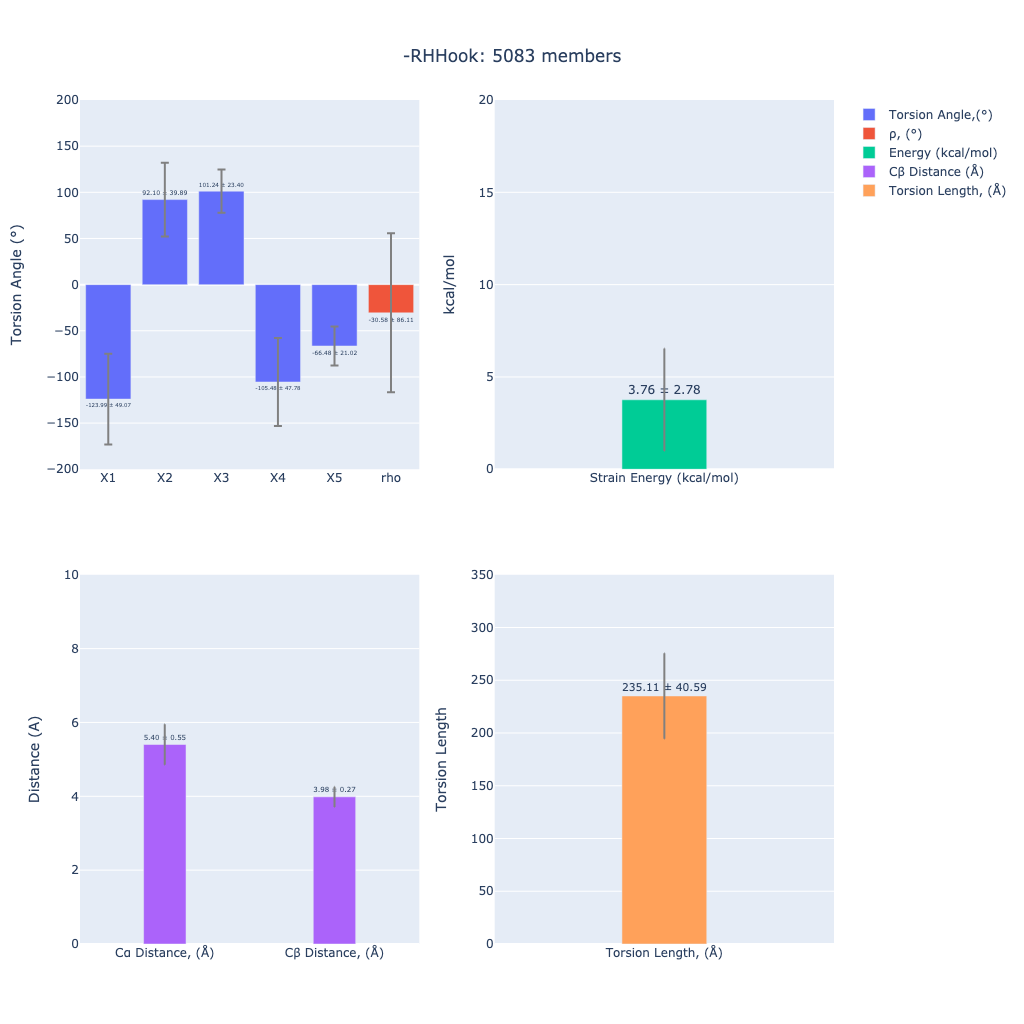 -RHHook: 5083 members
Torsion Angle,(°)
ρ, (°)
Energy (kcal/mol)
Cβ Distance (Å)
Torsion Length, (Å)
Torsion Angle (°)
200
150
100
50
0
−50
−100
−150
−200
-123.99 ± 49.07
92.10 ± 39.89
101.24 ± 23.40
-105.48 ± 47.78
-66.48 ± 21.02
-30.58 ± 86.11
X1
X2
X3
X4
X5
rho
kcal/mol
20
15
10
5
0
3.76 ± 2.78
Strain Energy (kcal/mol)
Distance (A)
10
8
6
4
2
0
5.40 ± 0.55
3.98 ± 0.27
Cα Distance, (Å)
Cβ Distance, (Å)
Torsion Length
350
300
250
200
150
100
50
0
235.11 ± 40.59
Torsion Length, (Å)